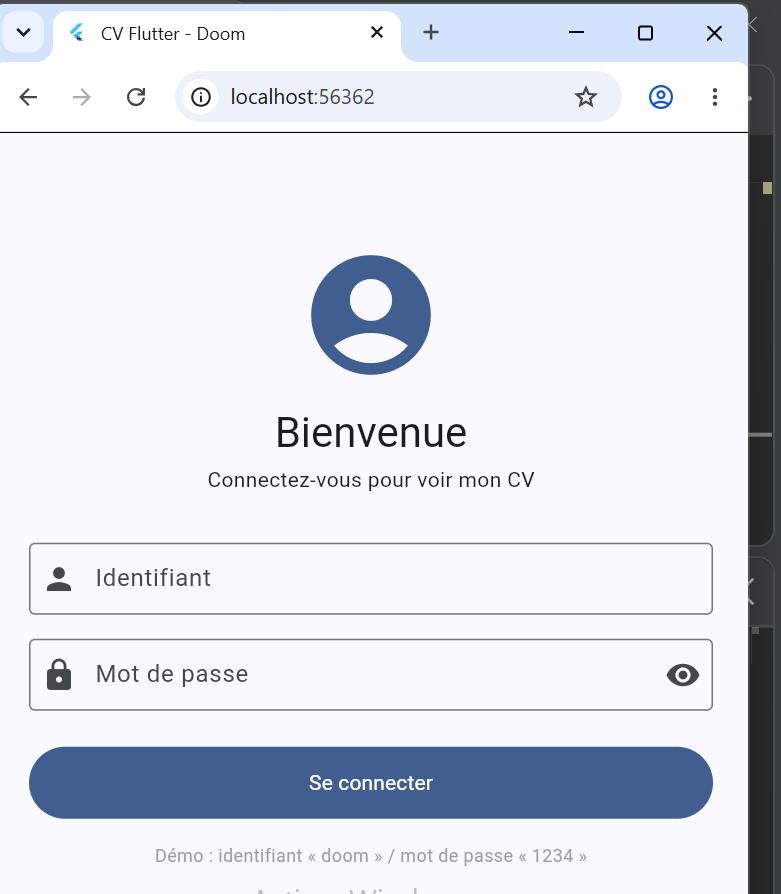 CV Flutter - Doom
localhost:56362
Bienvenue
Connectez-vous pour voir mon CV
Identifiant
Mot de passe
Se connecter
Démo : identifiant « doom » / mot de passe « 1234 »